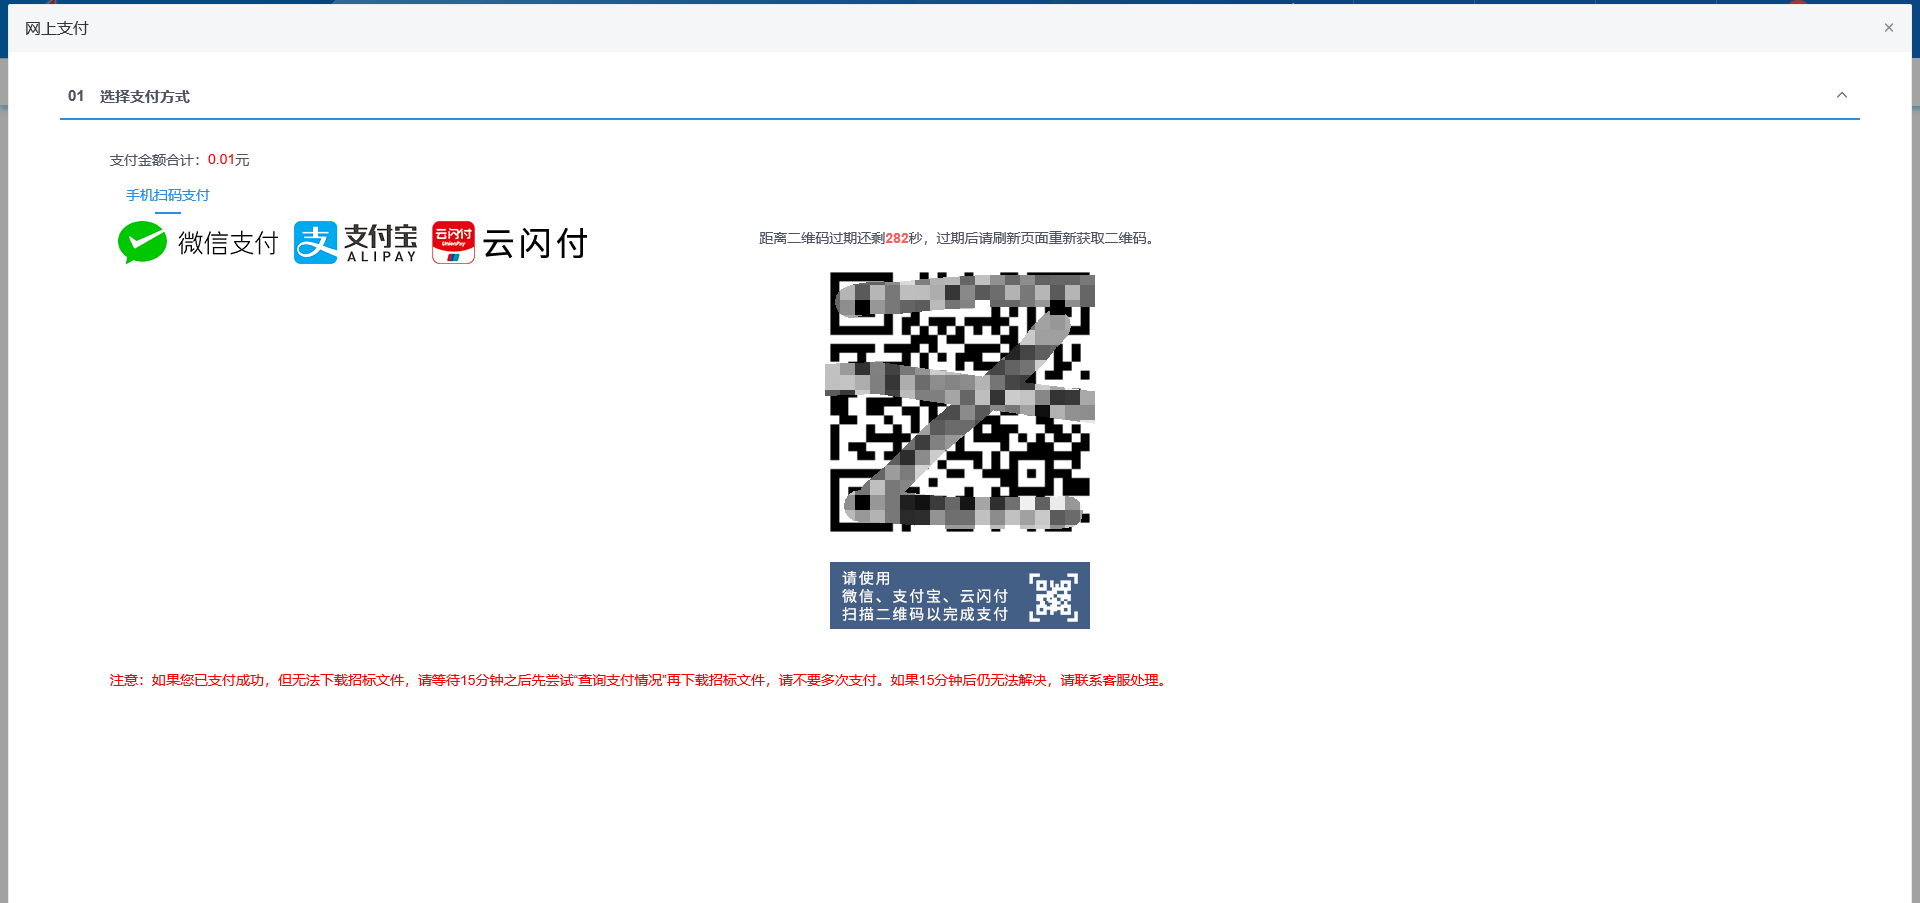 网上支付
×
01 选择支付方式
支付金额合计：0.01元
手机扫码支付
微信支付 支付宝 ALIPAY 云闪付 UnionPay 云闪付
距离二维码过期还剩282秒，过期后请刷新页面重新获取二维码。
请使用
微信、支付宝、云闪付
扫描二维码以完成支付
注意：如果您已支付成功，但无法下载招标文件，请等待15分钟之后先尝试“查询支付情况”再下载招标文件，请不要多次支付。如果15分钟后仍无法解决，请联系客服处理。